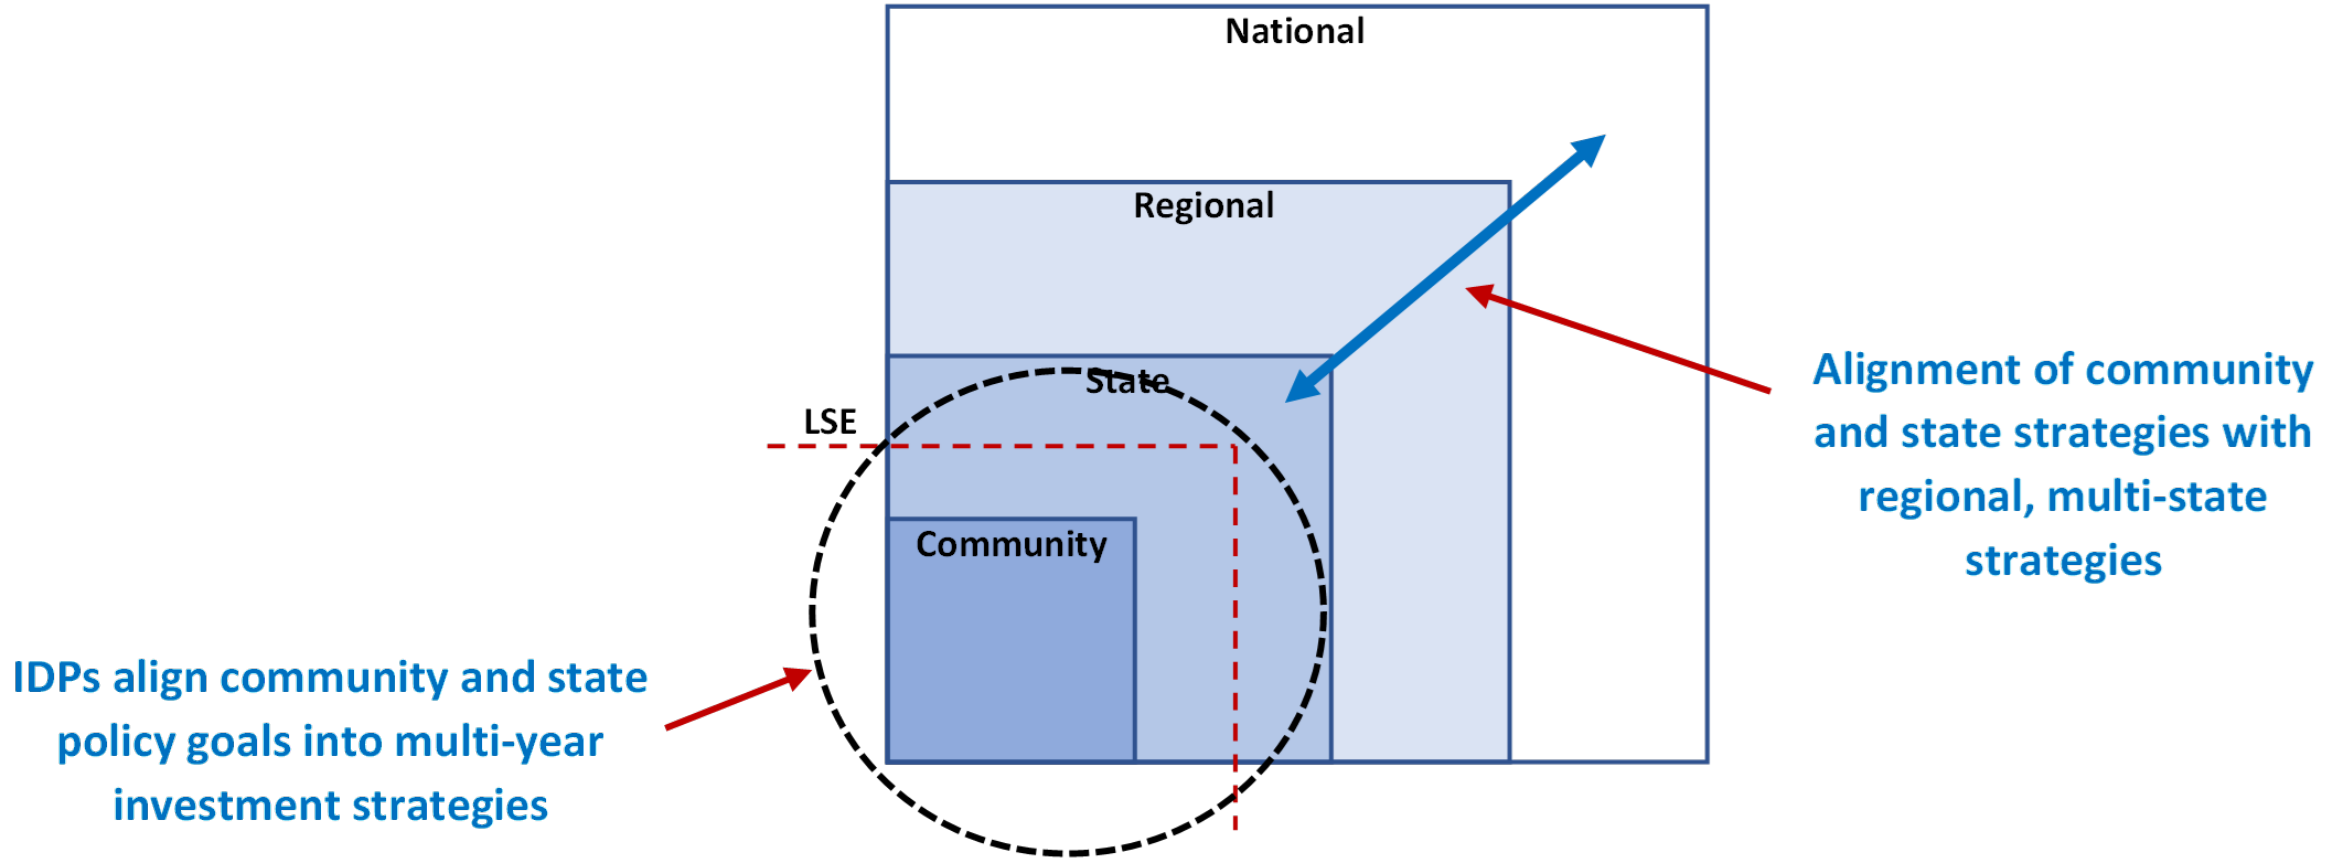 National
Regional
State
LSE
Community
Alignment of community
and state strategies with
regional, multi-state
strategies
IDPs align community and state
policy goals into multi-year
investment strategies